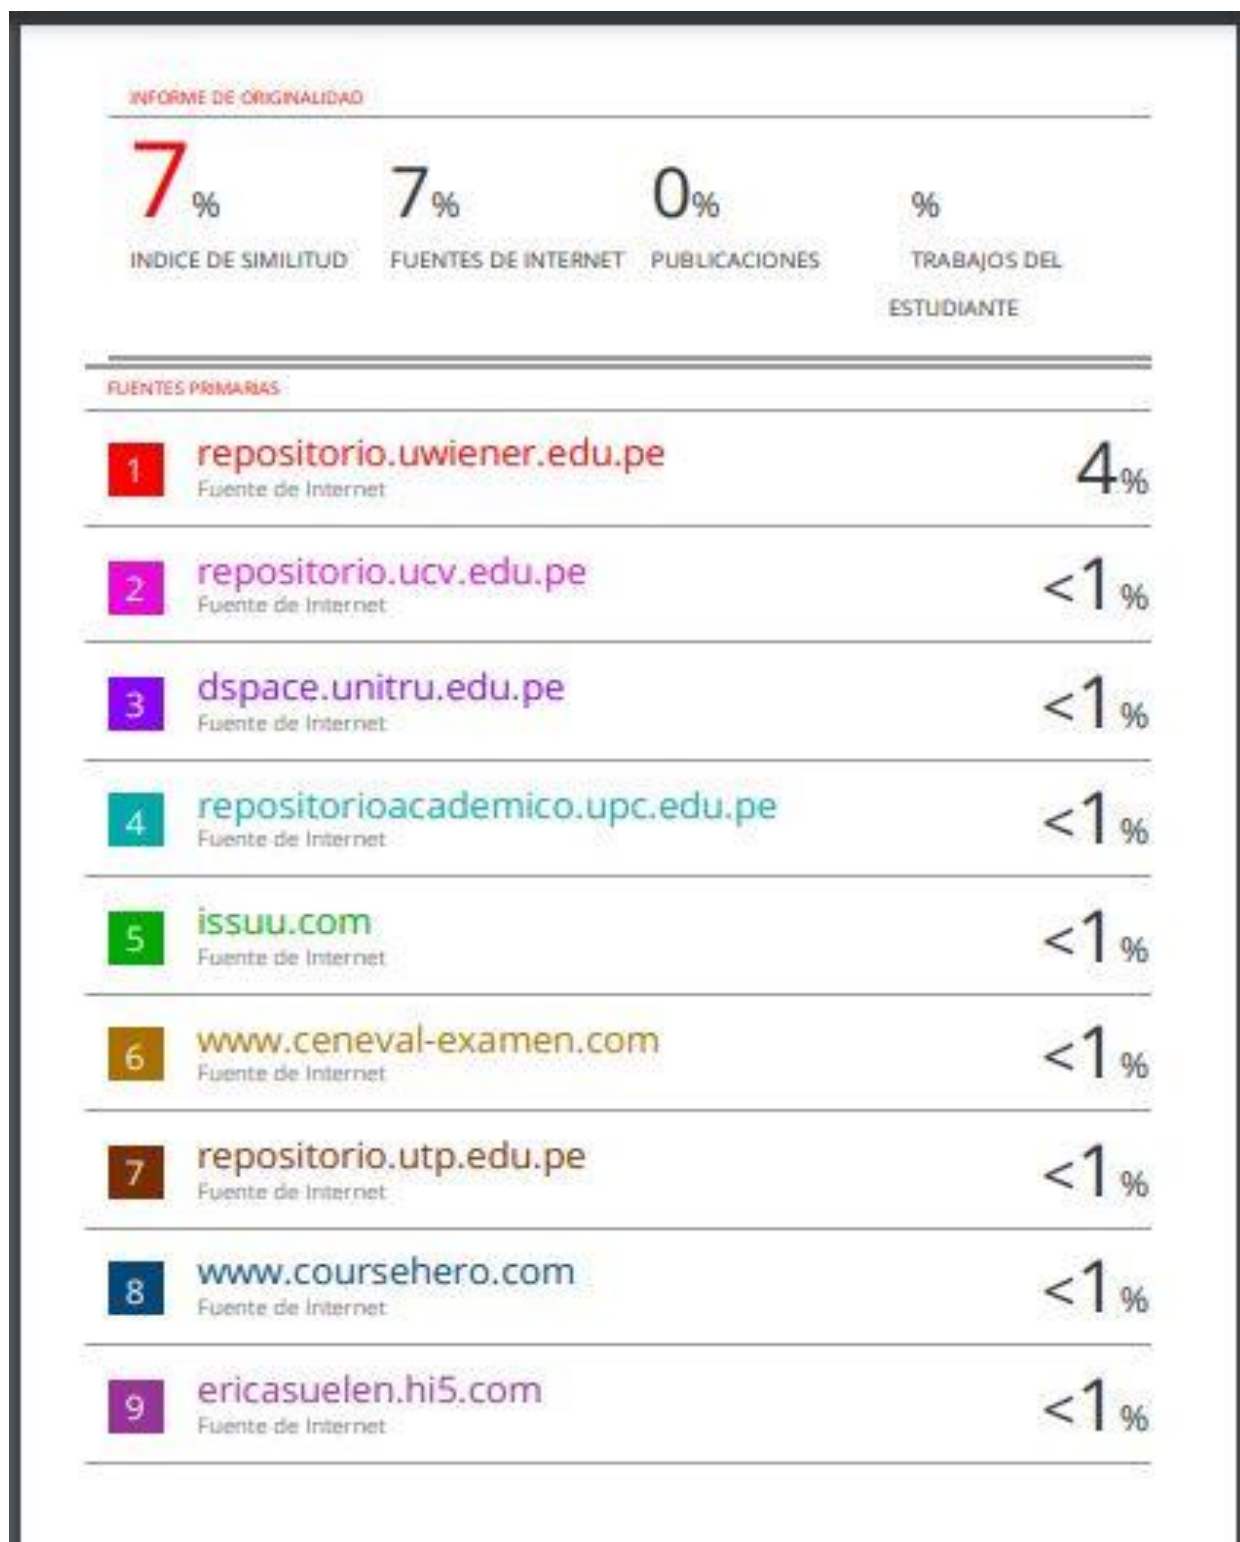 INFORME DE ORIGINALIDAD
7% 7% 0% %
INDICE DE SIMILITUD FUENTES DE INTERNET PUBLICACIONES TRABAJOS DEL
ESTUDIANTE
FUENTES PRIMARIAS
1 repositorio.uwiener.edu.pe 4%
Fuente de Internet
2 repositorio.ucv.edu.pe <1%
Fuente de Internet
3 dspace.unitru.edu.pe <1%
Fuente de Internet
4 repositorioacademico.upc.edu.pe <1%
Fuente de Internet
5 issuu.com <1%
Fuente de Internet
6 www.ceneval-examen.com <1%
Fuente de Internet
7 repositorio.utp.edu.pe <1%
Fuente de Internet
8 www.coursehero.com <1%
Fuente de Internet
9 ericasuelen.hi5.com <1%
Fuente de Internet